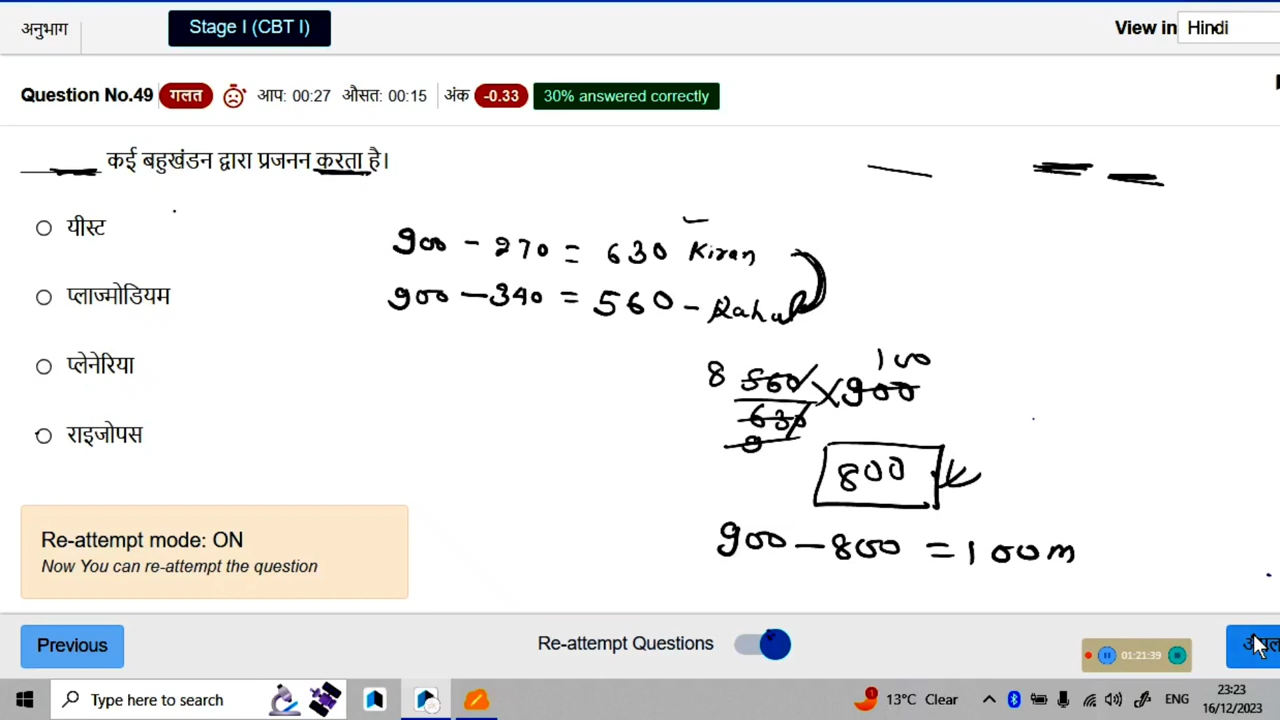 अनुभाग
Stage I (CBT I)
View in Hindi
Question No.49 गलत आप: 00:27 औसत: 00:15 अंक -0.33 30% answered correctly
_____ कई बहुखंडन द्वारा प्रजनन करता है।
यीस्ट
प्लाज्मोडियम
प्लेनेरिया
राइजोपस
900 - 270 = 630 Kiran
900 - 340 = 560 - Rahul
100
8 560 × 900
630
9
800
900 - 800 = 100m
Re-attempt mode: ON
Now You can re-attempt the question
Previous
Re-attempt Questions
01:21:39
Type here to search
1
13°C Clear
ENG
23:23
16/12/2023